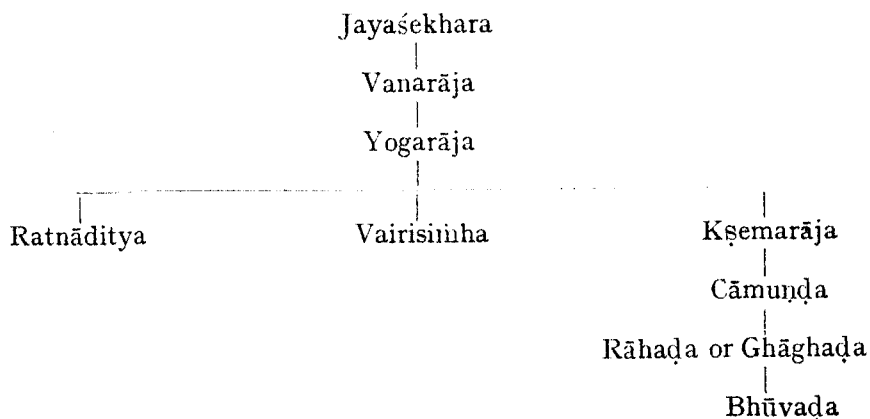 Jayaśekhara
Vanarāja
Yogarāja
Ratnāditya Vairisiṁha Kṣemarāja
Cāmuṇḍa
Rāhaḍa or Ghāghaḍa
Bhūvaḍa